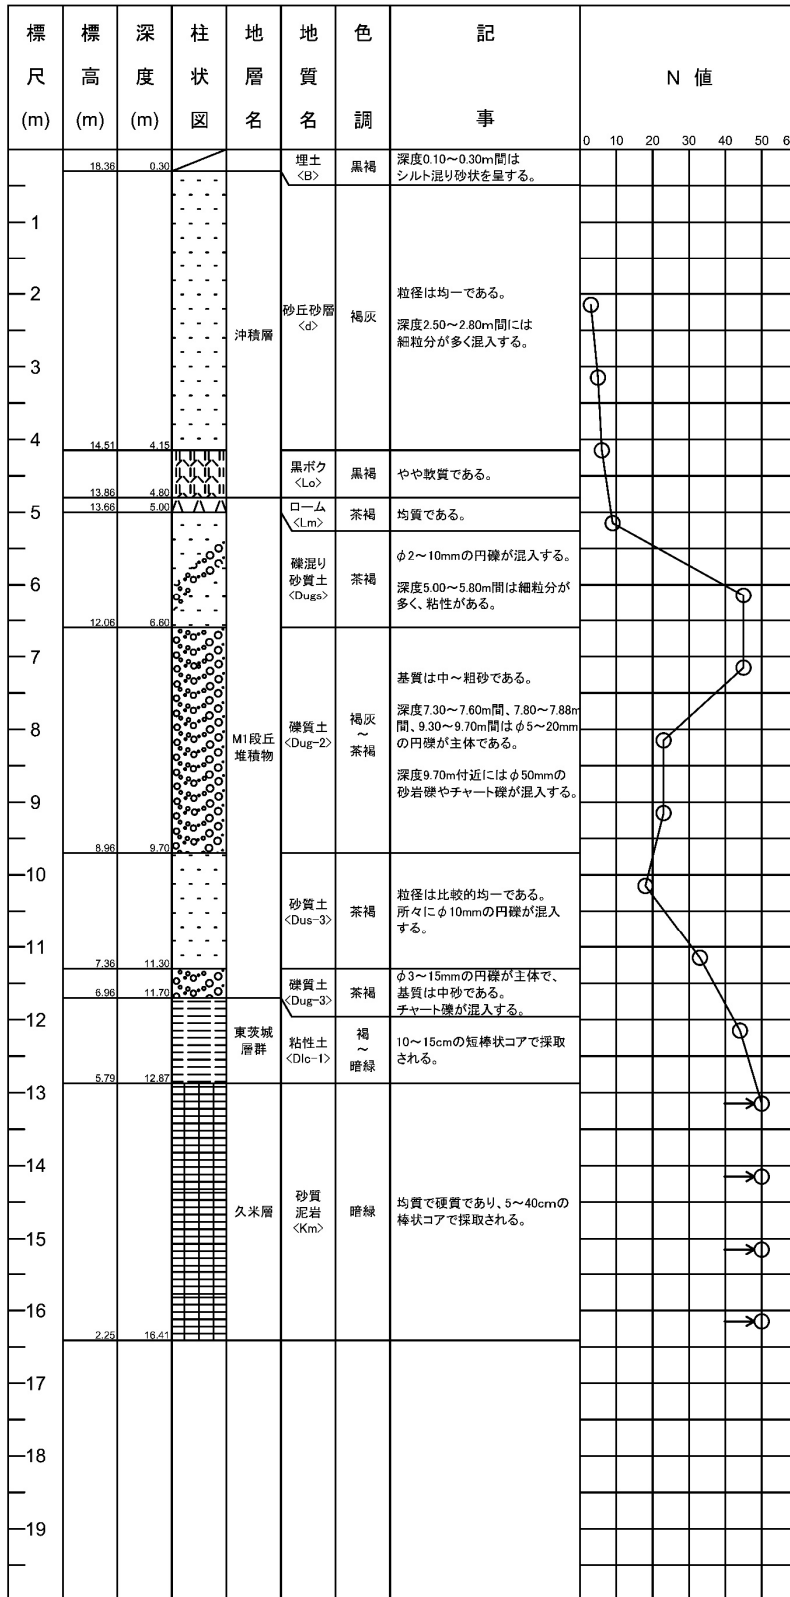 標尺(m)
標高(m)
深度(m)
柱状図
地層名
地質名
色調
記事
N 値
0 10 20 30 40 50 6
18.36 0.30
埋土
<B>
黒褐
深度0.10～0.30m間は
シルト混り砂状を呈する。
1
2
3
4
沖積層
砂丘砂層
<d>
褐灰
粒径は均一である。
深度2.50～2.80m間には
細粒分が多く混入する。
14.51 4.15
黒ボク
<Lo>
黒褐
やや軟質である。
13.86 4.80
ローム
<Lm>
茶褐
均質である。
13.66 5.00
5
6
礫混り
砂質土
<Dugs>
茶褐
φ2～10mmの円礫が混入する。
深度5.00～5.80m間は細粒分が
多く、粘性がある。
12.06 6.60
7
8
9
M1段丘
堆積物
礫質土
<Dug-2>
褐灰
～
茶褐
基質は中～粗砂である。
深度7.30～7.60m間、7.80～7.88m
間、9.30～9.70m間はφ5～20mm
の円礫が主体である。
深度9.70m付近にはφ50mmの
砂岩礫やチャート礫が混入する。
8.96 9.70
10
11
砂質土
<Dus-3>
茶褐
粒径は比較的均一である。
所々にφ10mmの円礫が混入
する。
7.36 11.30
礫質土
<Dug-3>
茶褐
φ3～15mmの円礫が主体で、
基質は中砂である。
チャート礫が混入する。
6.96 11.70
12
東茨城
層群
粘性土
<Dlc-1>
褐
～
暗緑
10～15cmの短棒状コアで採取
される。
5.79 12.87
13
14
15
16
久米層
砂質
泥岩
<Km>
暗緑
均質で硬質であり、5～40cmの
棒状コアで採取される。
2.25 16.41
17
18
19